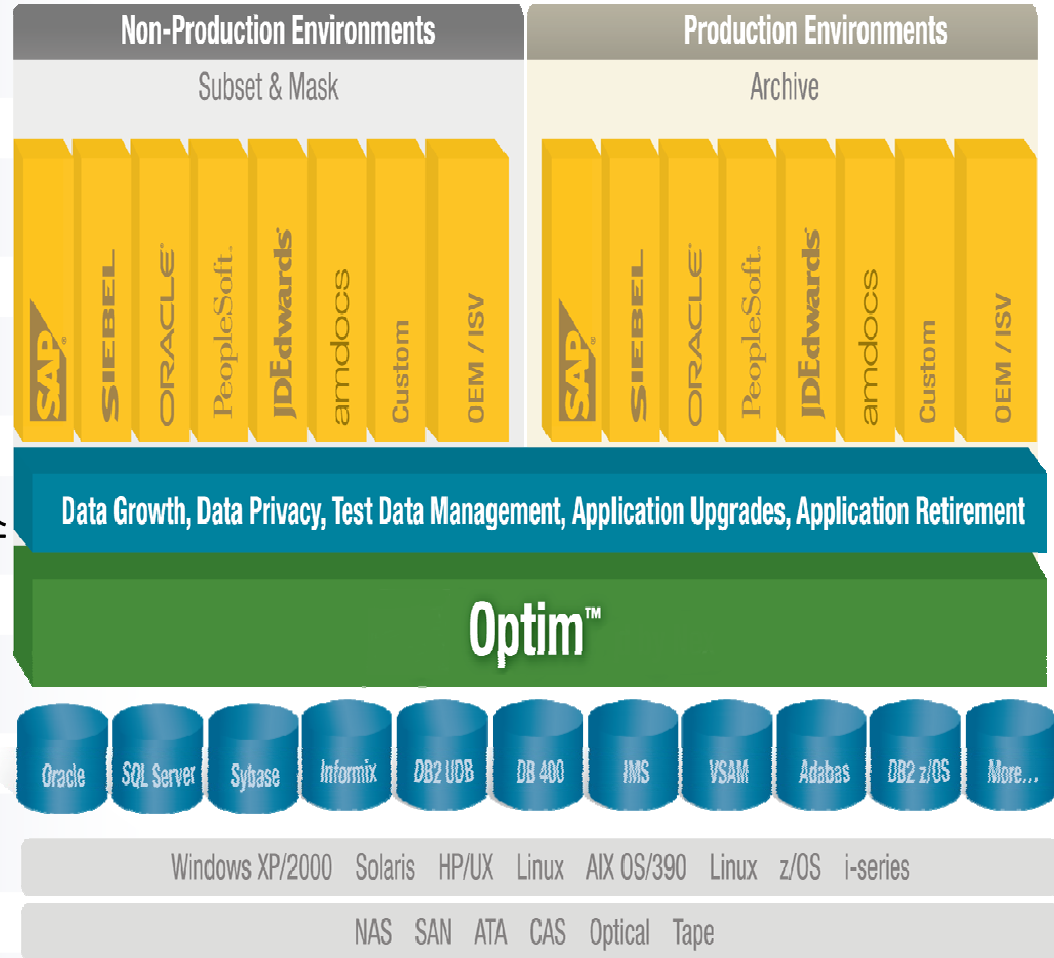 Non-Production Environments
Production Environments
Subset & Mask
Archive
SAP®
SIEBEL
ORACLE®
PeopleSoft.
JDEdwards®
amdocs
Custom
OEM / ISV
SAP®
SIEBEL
ORACLE®
PeopleSoft.
JDEdwards®
amdocs
Custom
OEM / ISV
Data Growth, Data Privacy, Test Data Management, Application Upgrades, Application Retirement
Optim™
Oracle
SQL Server
Sybase
Informix
DB2 UDB
DB 400
IMS
VSAM
Adabas
DB2 z/OS
More...
Windows XP/2000 Solaris HP/UX Linux AIX OS/390 Linux z/OS i-series
NAS SAN ATA CAS Optical Tape